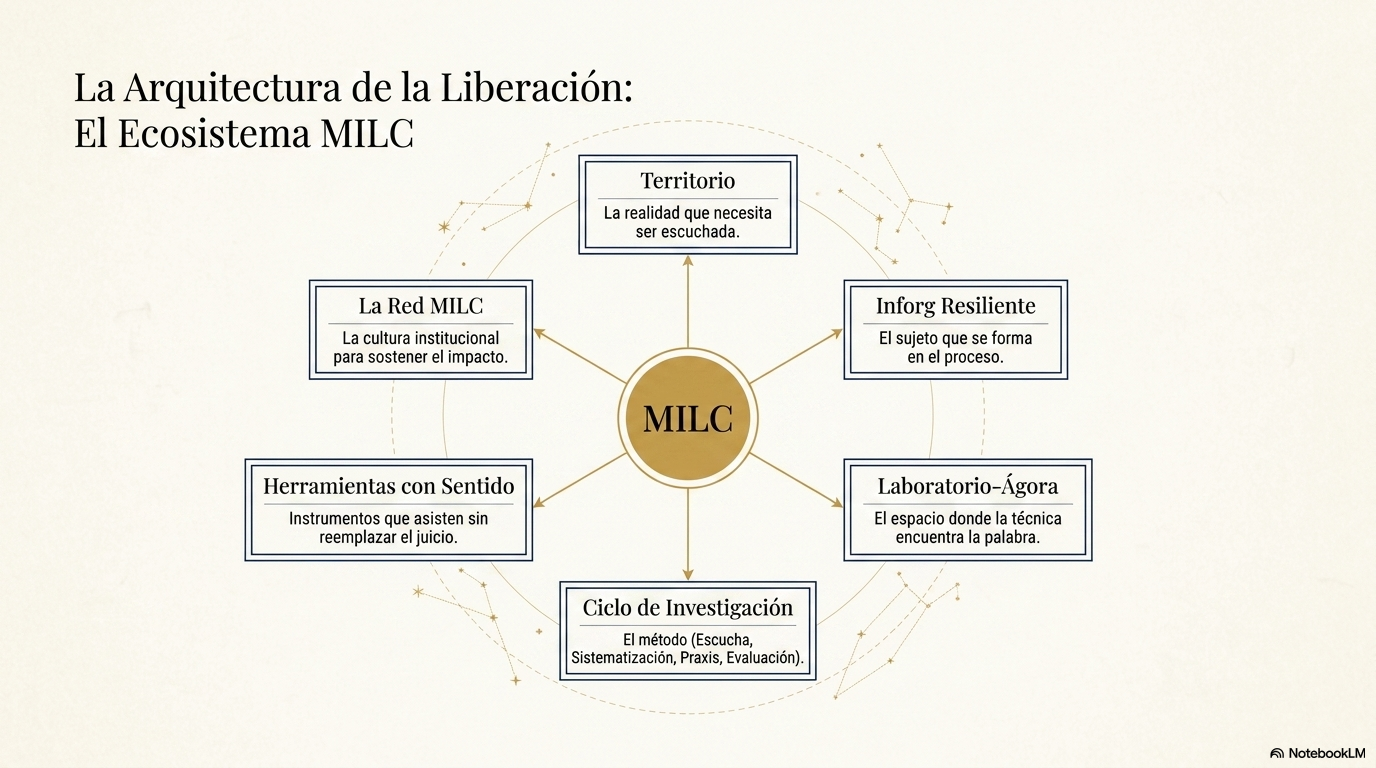 La Arquitectura de la Liberación:
El Ecosistema MILC
Territorio
La realidad que necesita
ser escuchada.
La Red MILC
La cultura institucional
para sostener el impacto.
Inforg Resiliente
El sujeto que se forma
en el proceso.
MILC
Herramientas con Sentido
Instrumentos que asisten sin
reemplazar el juicio.
Laboratorio-Ágora
El espacio donde la técnica
encuentra la palabra.
Ciclo de Investigación
El método (Escucha,
Sistematización, Praxis, Evaluación).
NotebookLM